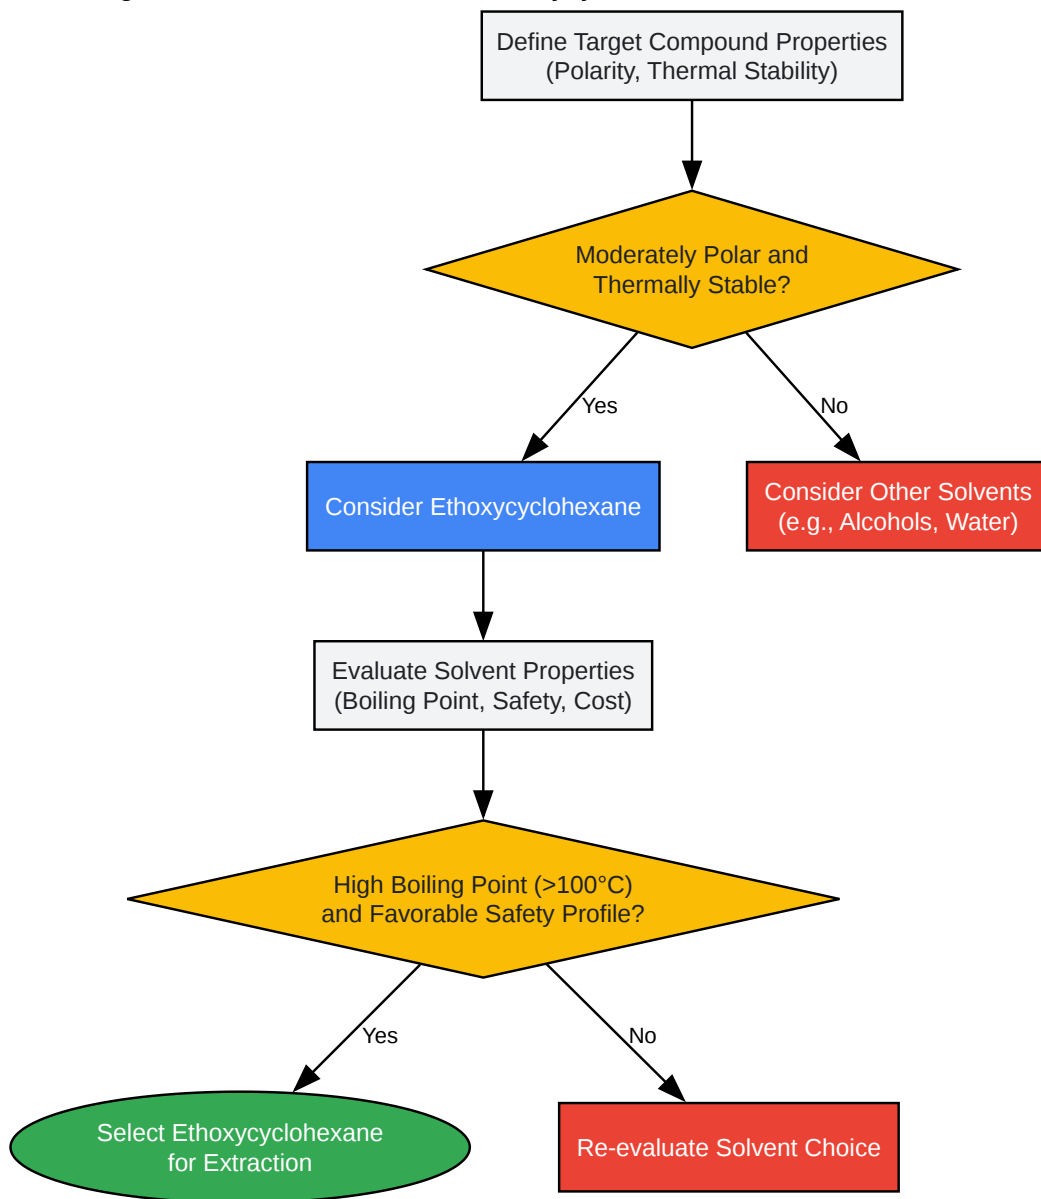 Define Target Compound Properties
(Polarity, Thermal Stability)
Moderately Polar and
Thermally Stable?
Yes
No
Consider Ethoxycyclohexane
Consider Other Solvents
(e.g., Alcohols, Water)
Evaluate Solvent Properties
(Boiling Point, Safety, Cost)
High Boiling Point (>100°C)
and Favorable Safety Profile?
Yes
No
Select Ethoxycyclohexane
for Extraction
Re-evaluate Solvent Choice